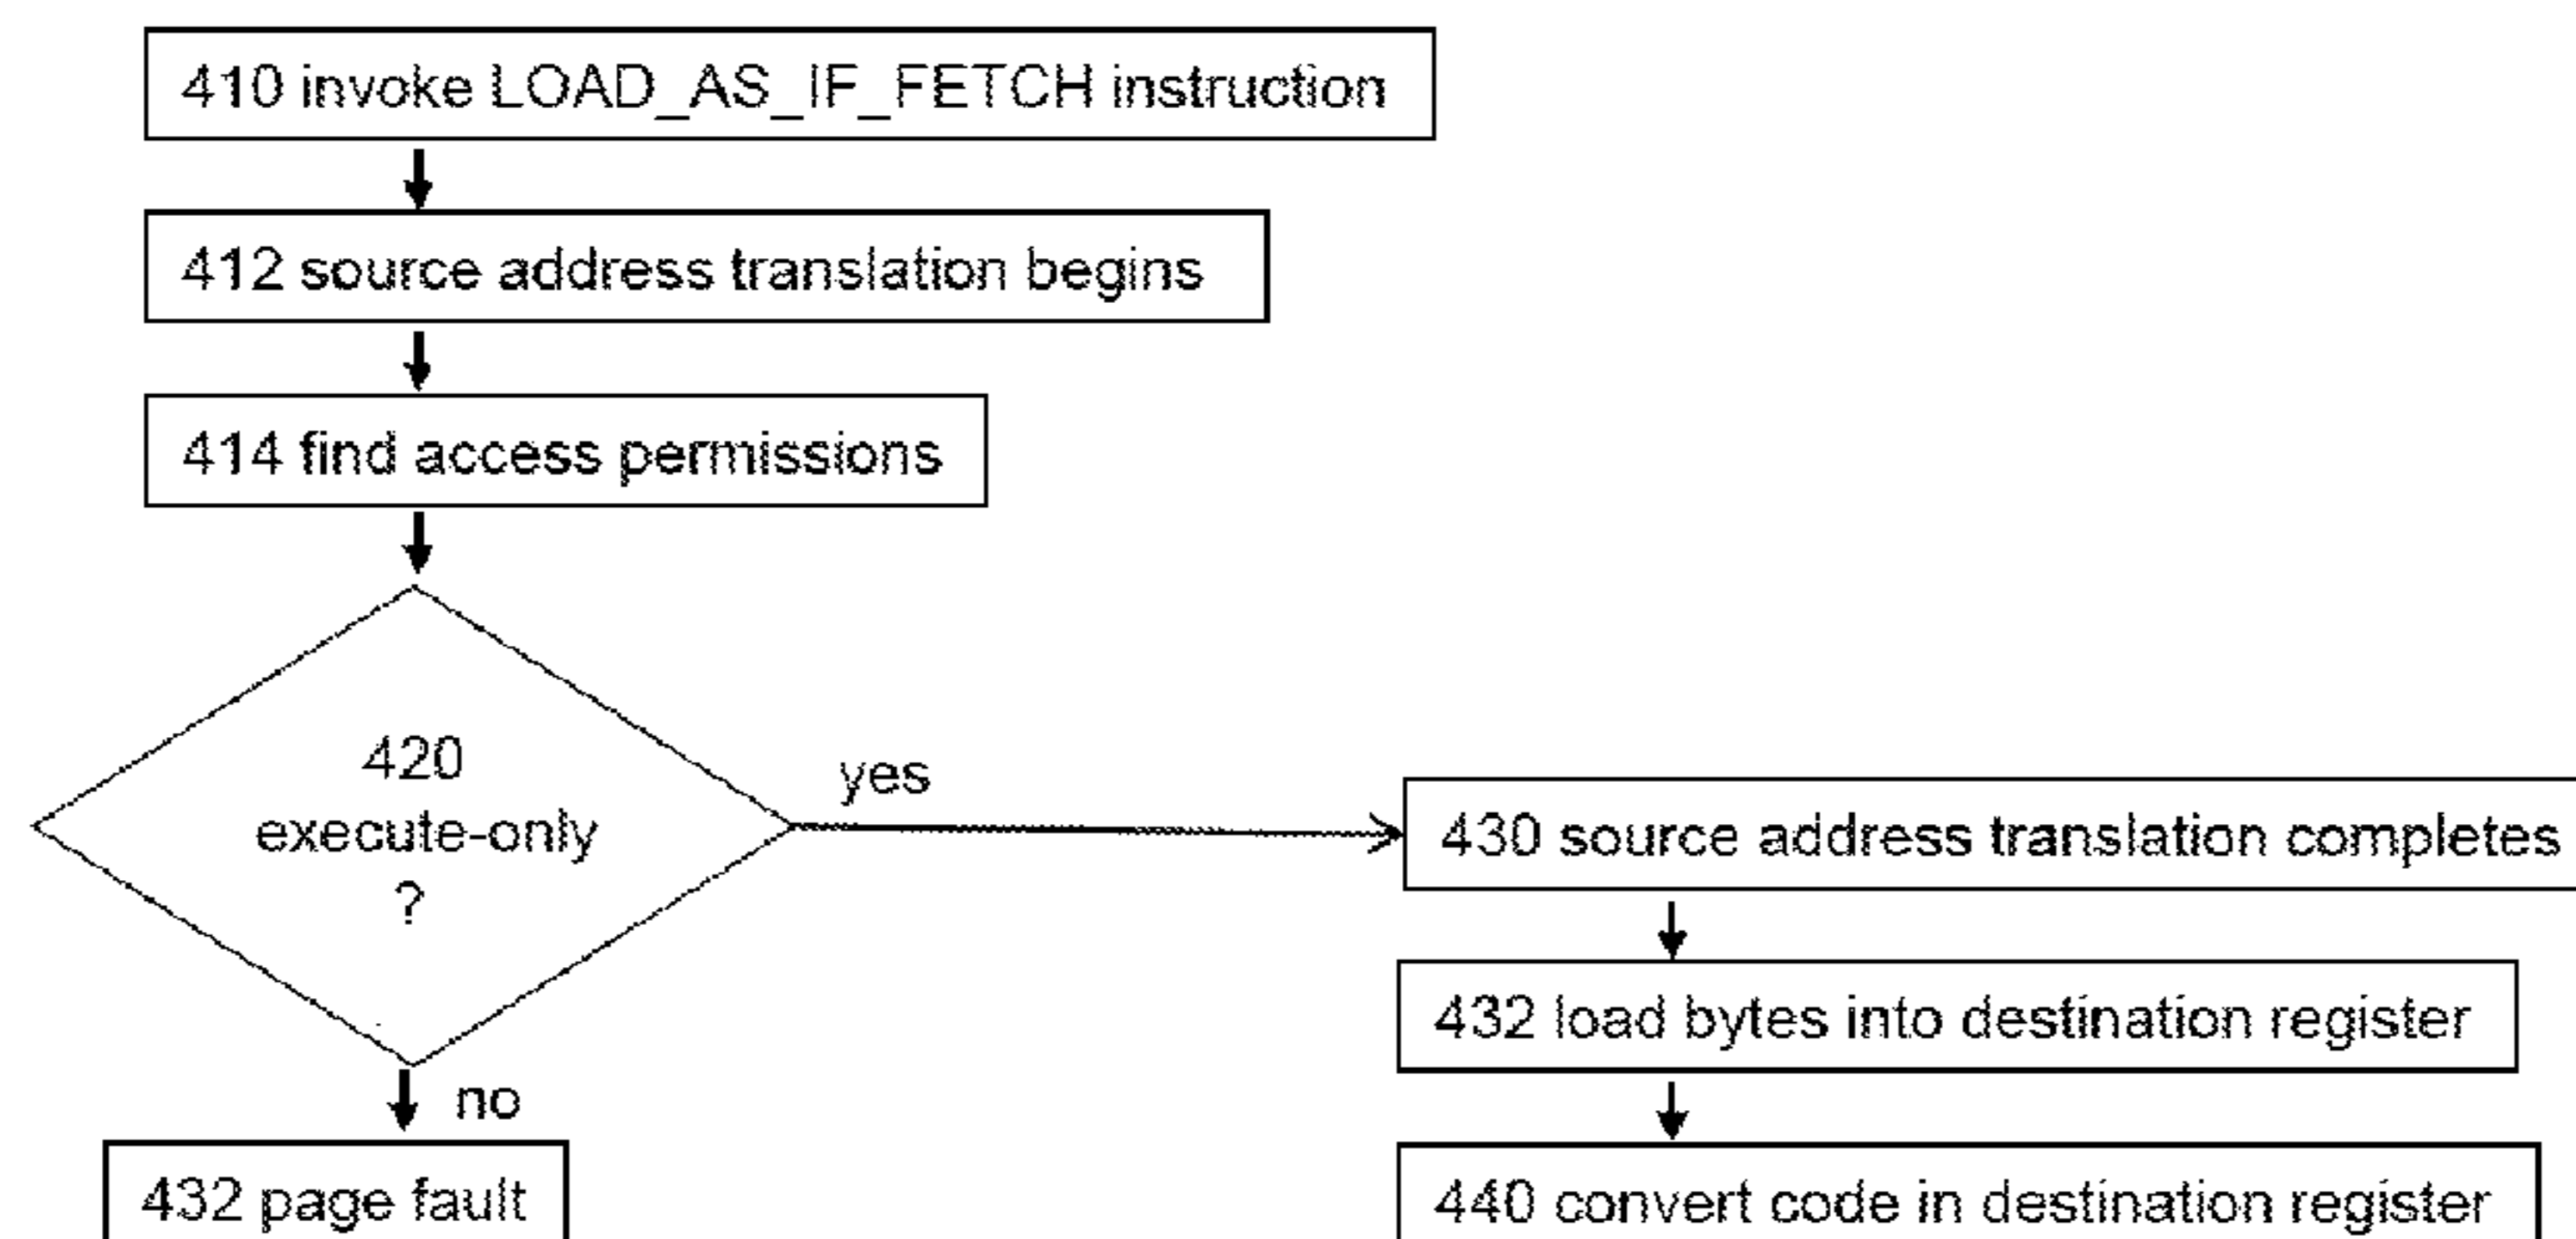 410 invoke LOAD_AS_IF_FETCH instruction
412 source address translation begins
414 find access permissions
420
execute-only
?
yes
430 source address translation completes
432 load bytes into destination register
no
432 page fault
440 convert code in destination register